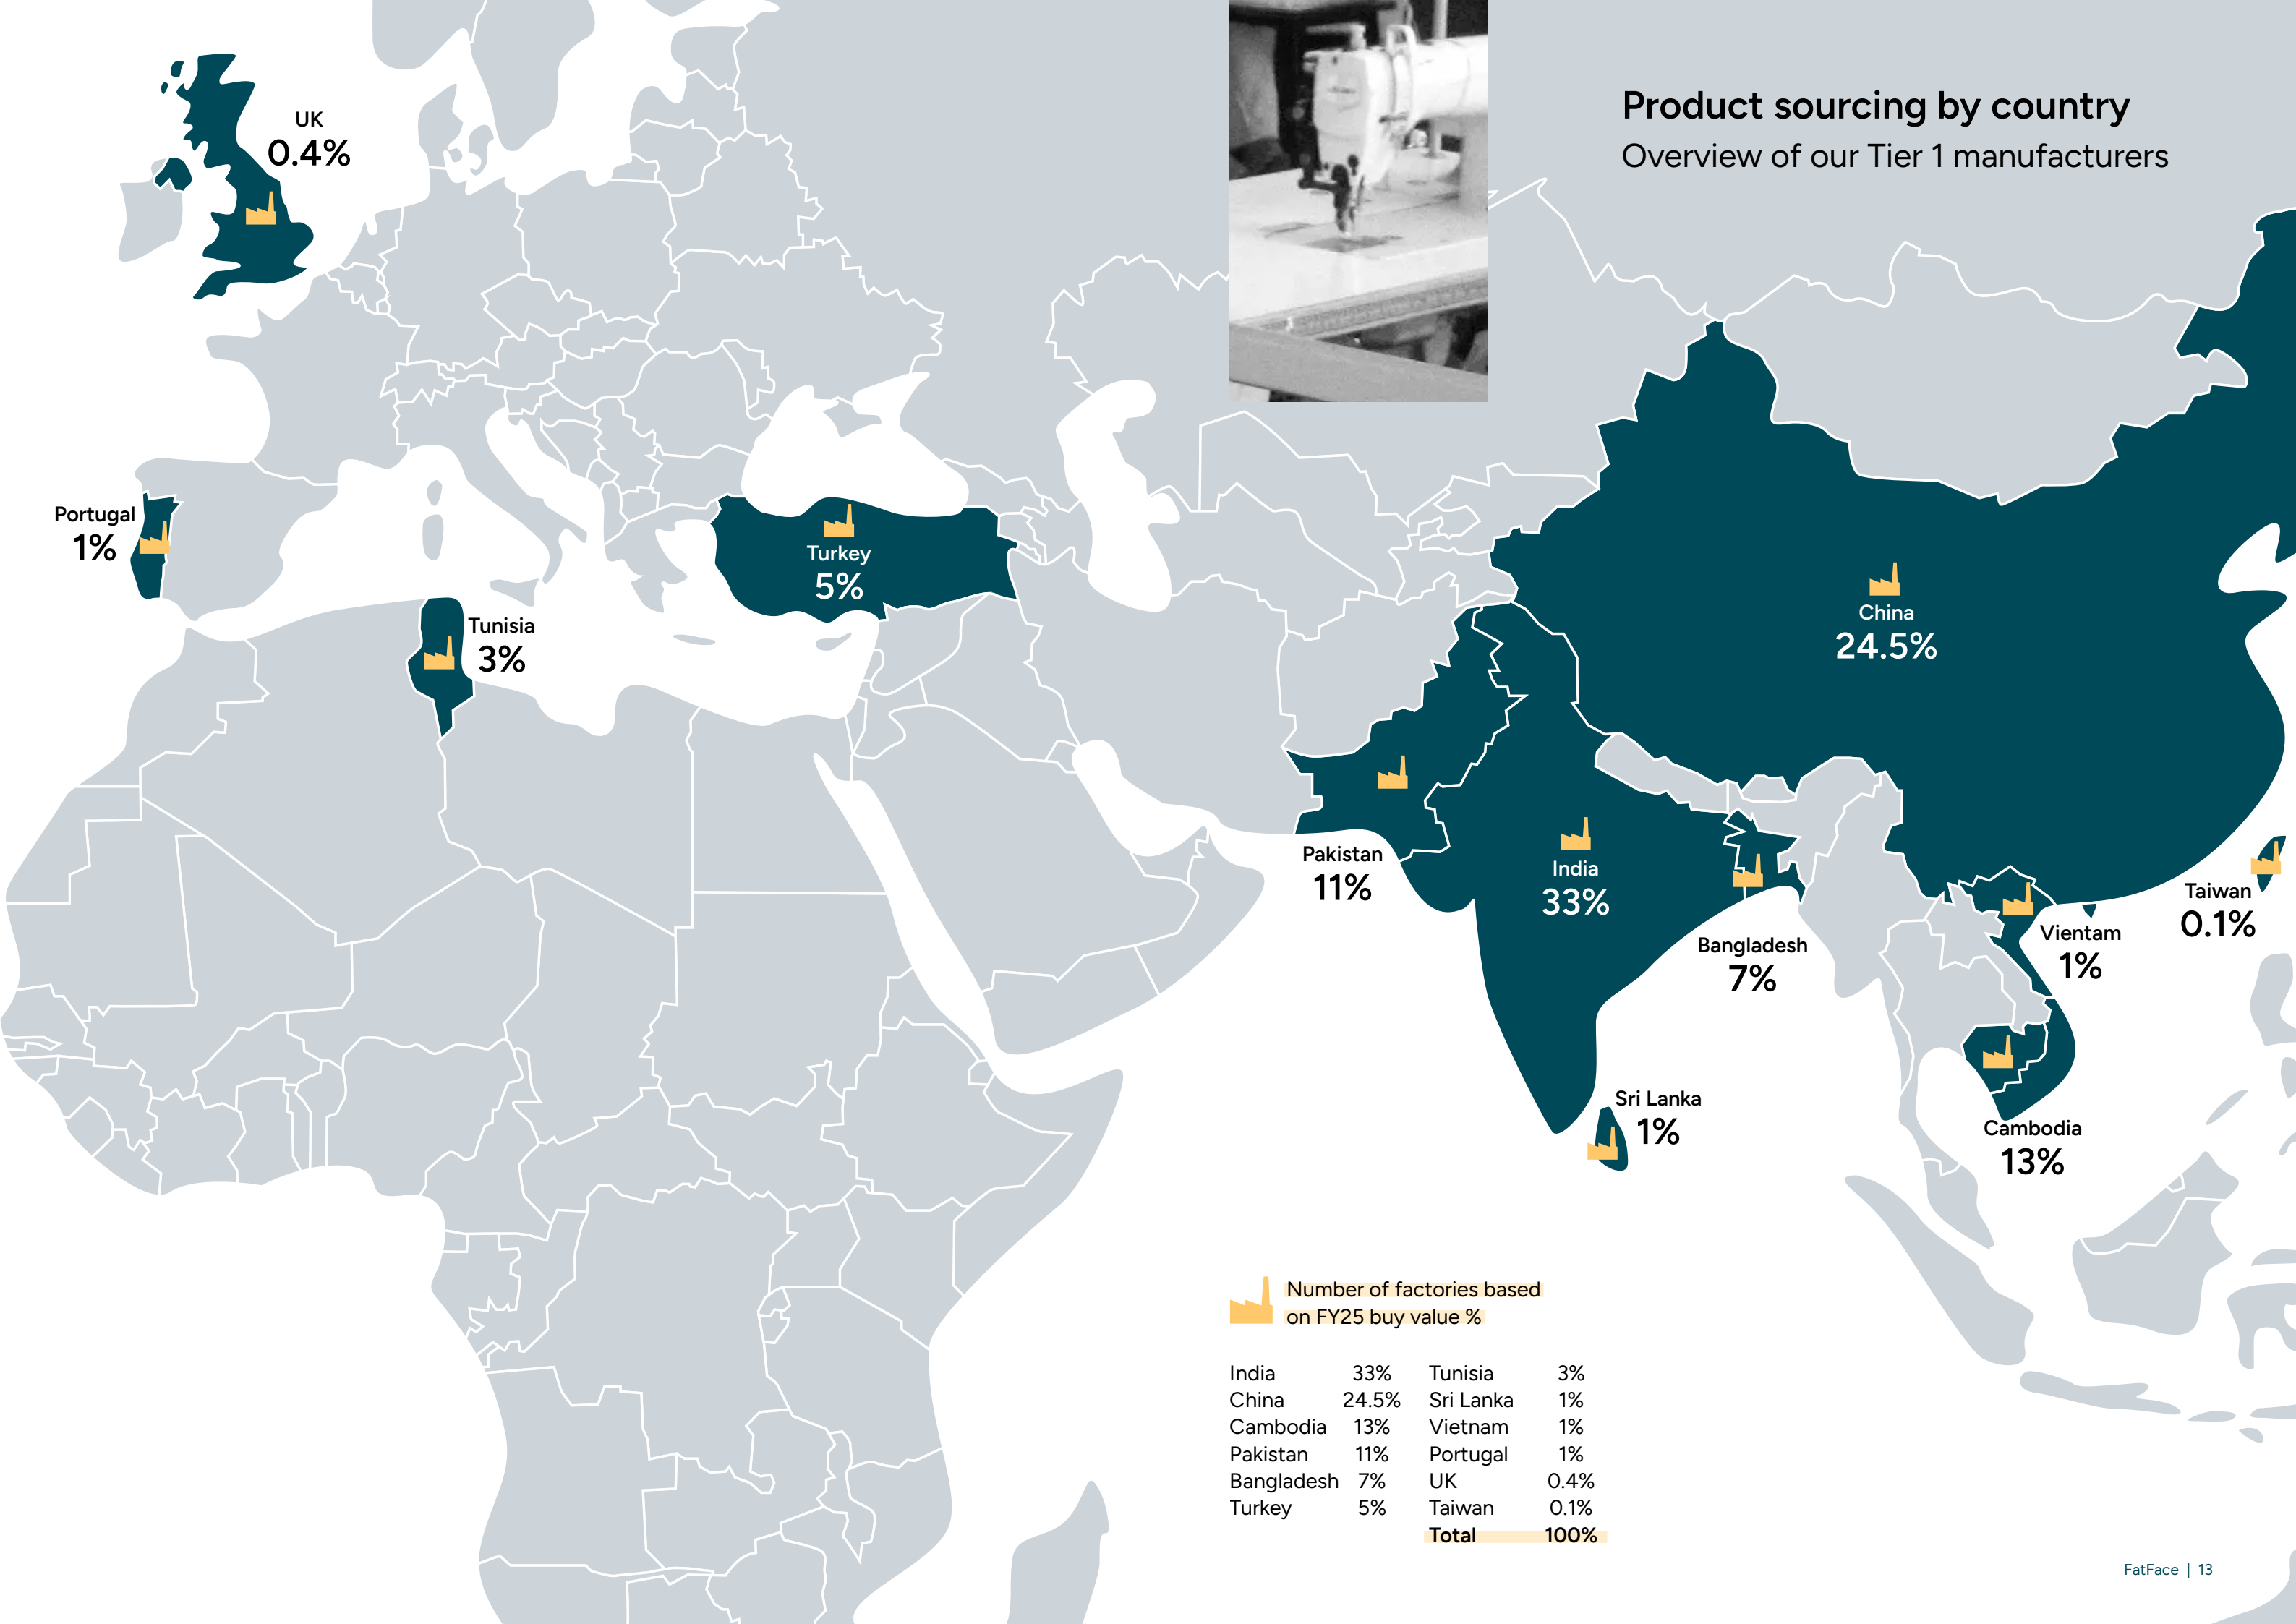 Product sourcing by country
Overview of our Tier 1 manufacturers
UK
0.4%
Portugal
1%
Turkey
5%
Tunisia
3%
China
24.5%
Pakistan
11%
India
33%
Bangladesh
7%
Taiwan
0.1%
Vientam
1%
Sri Lanka
1%
Cambodia
13%
Number of factories based
on FY25 buy value %
India 33% Tunisia 3%
China 24.5% Sri Lanka 1%
Cambodia 13% Vietnam 1%
Pakistan 11% Portugal 1%
Bangladesh 7% UK 0.4%
Turkey 5% Taiwan 0.1%
Total 100%
FatFace | 13